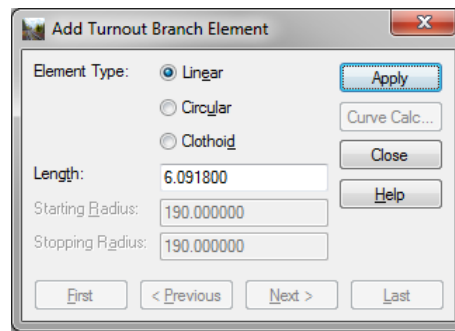 Add Turnout Branch Element
Element Type:
Linear
Circular
Clothoid
Length:
6.091800
Starting Radius:
190.000000
Stopping Radius:
190.000000
Apply
Curve Calc...
Close
Help
First
< Previous
Next >
Last